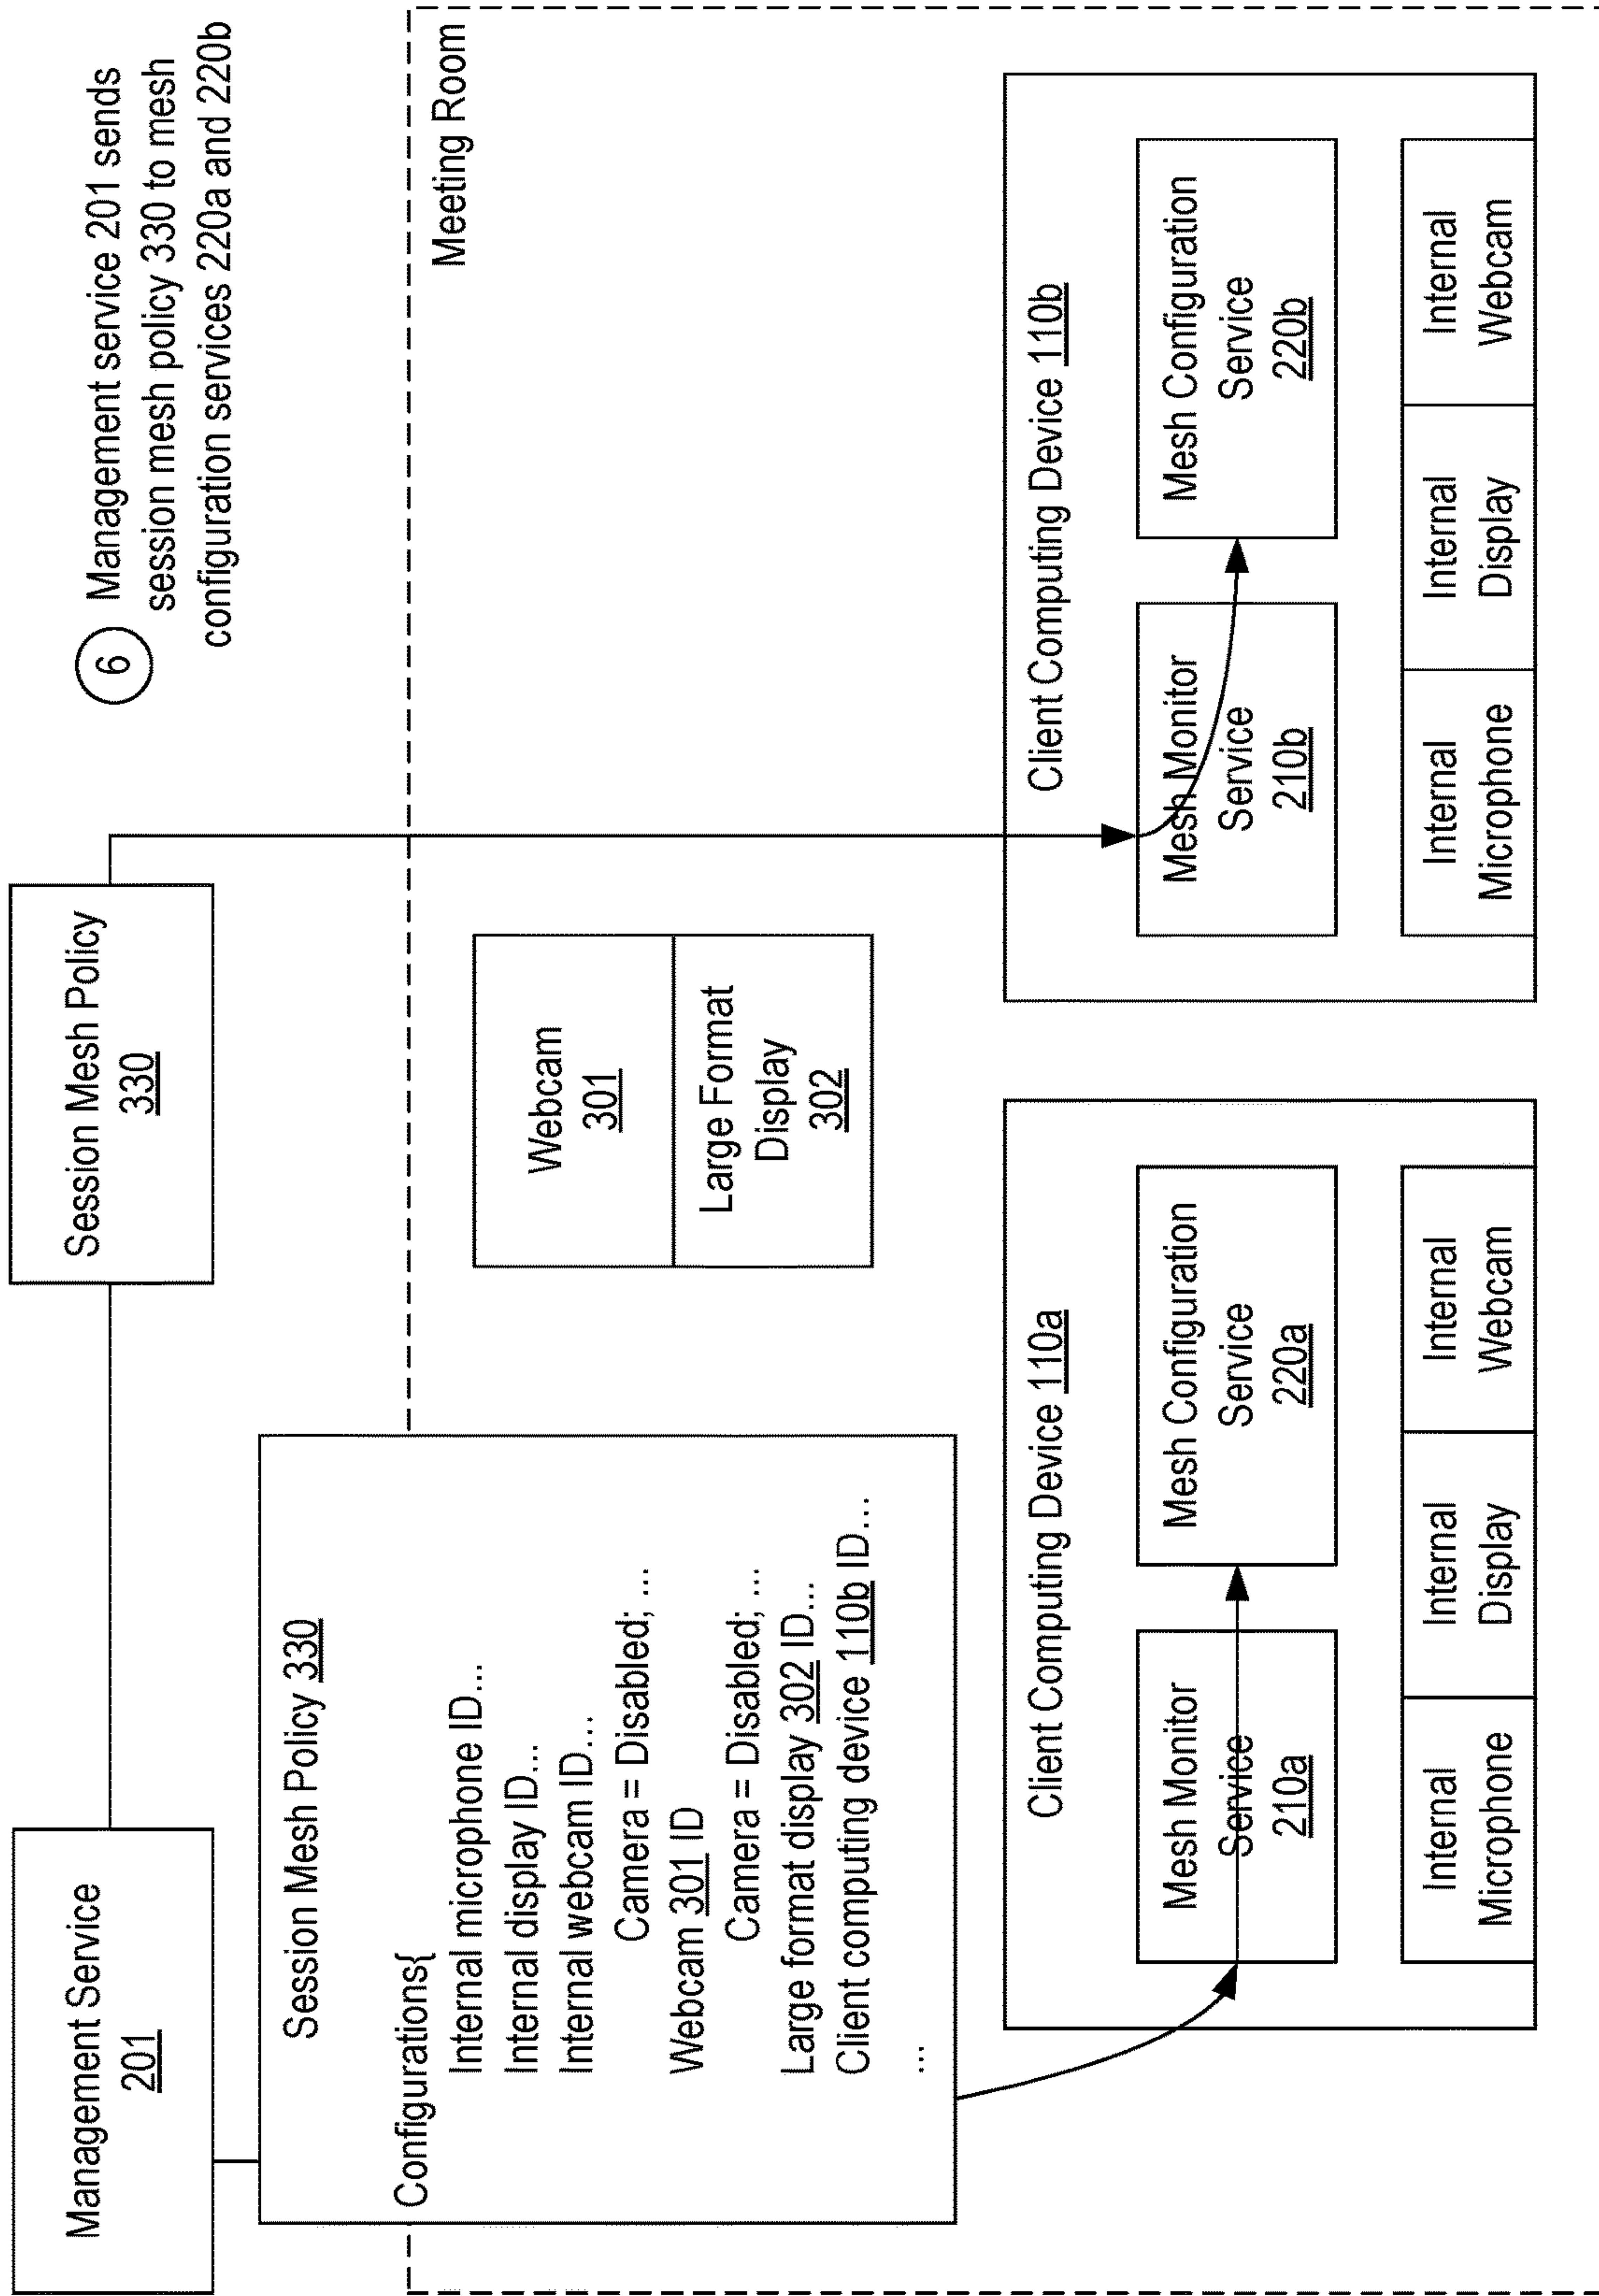 Management Service
201
Session Mesh Policy
330
6
Management service 201 sends
session mesh policy 330 to mesh
configuration services 220a and 220b
Session Mesh Policy 330
Configurations{
Internal microphone ID...
Internal display ID...
Internal webcam ID...
Camera = Disabled; ...
Webcam 301 ID
Camera = Disabled; ...
Large format display 302 ID...
Client computing device 110b ID...
...
Meeting Room
Webcam
301
Large Format
Display
302
Client Computing Device 110a
Mesh Monitor
Service
210a
Mesh Configuration
Service
220a
Internal
Microphone
Internal
Display
Internal
Webcam
Client Computing Device 110b
Mesh Monitor
Service
210b
Mesh Configuration
Service
220b
Internal
Microphone
Internal
Display
Internal
Webcam